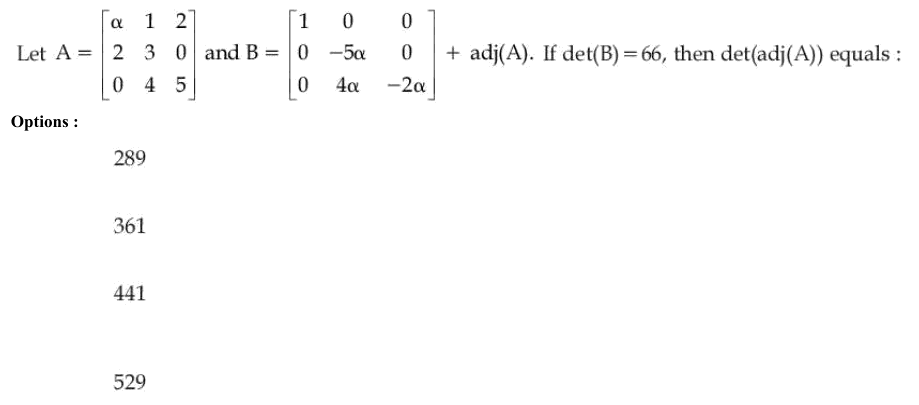 Let A = [α 1 2; 2 3 0; 0 4 5] and B = [1 0 0; 0 −5α 0; 0 4α −2α] + adj(A). If det(B) = 66, then det(adj(A)) equals :
Options :
289
361
441
529